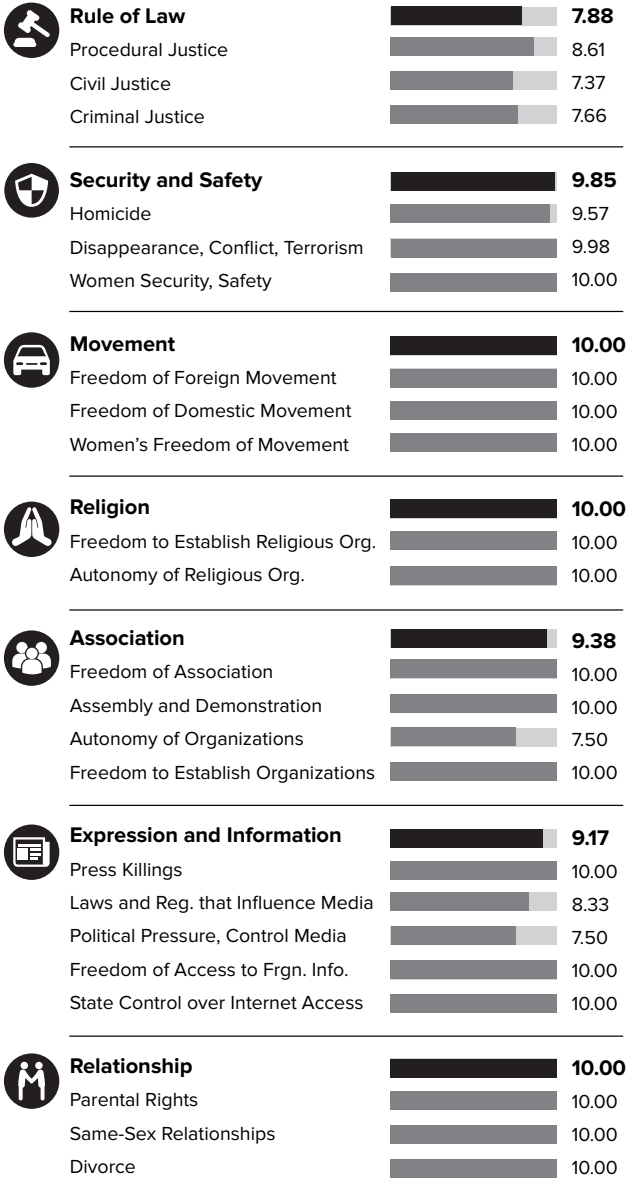 Rule of Law 7.88
Procedural Justice 8.61
Civil Justice 7.37
Criminal Justice 7.66
Security and Safety 9.85
Homicide 9.57
Disappearance, Conflict, Terrorism 9.98
Women Security, Safety 10.00
Movement 10.00
Freedom of Foreign Movement 10.00
Freedom of Domestic Movement 10.00
Women's Freedom of Movement 10.00
Religion 10.00
Freedom to Establish Religious Org. 10.00
Autonomy of Religious Org. 10.00
Association 9.38
Freedom of Association 10.00
Assembly and Demonstration 10.00
Autonomy of Organizations 7.50
Freedom to Establish Organizations 10.00
Expression and Information 9.17
Press Killings 10.00
Laws and Reg. that Influence Media 8.33
Political Pressure, Control Media 7.50
Freedom of Access to Frgn. Info. 10.00
State Control over Internet Access 10.00
Relationship 10.00
Parental Rights 10.00
Same-Sex Relationships 10.00
Divorce 10.00